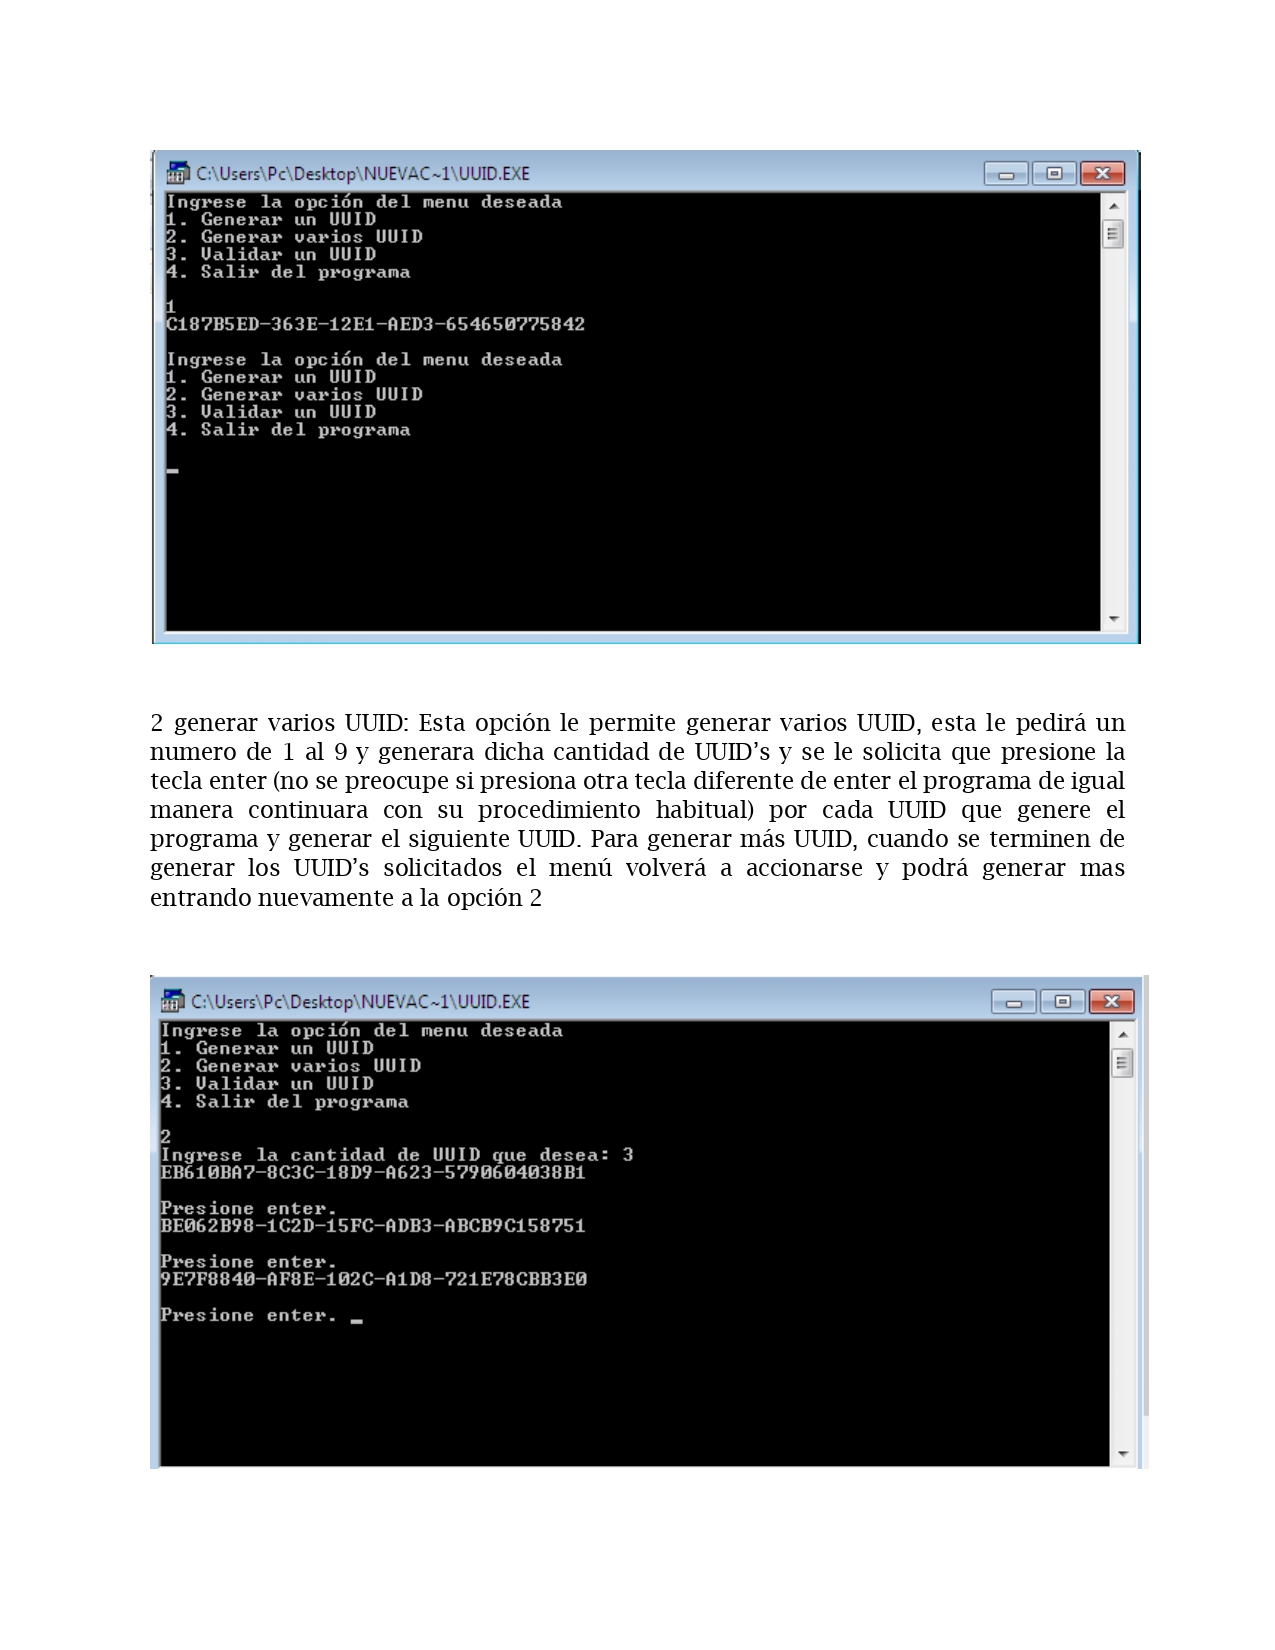 C:\Users\Pc\Desktop\NUEVAC~1\UUID.EXE
Ingrese la opción del menu deseada
1. Generar un UUID
2. Generar varios UUID
3. Validar un UUID
4. Salir del programa
1
C187B5ED-363E-12E1-AED3-654650775842
Ingrese la opción del menu deseada
1. Generar un UUID
2. Generar varios UUID
3. Validar un UUID
4. Salir del programa
2 generar varios UUID: Esta opción le permite generar varios UUID, esta le pedirá un
numero de 1 al 9 y generara dicha cantidad de UUID’s y se le solicita que presione la
tecla enter (no se preocupe si presiona otra tecla diferente de enter el programa de igual
manera continuara con su procedimiento habitual) por cada UUID que genere el
programa y generar el siguiente UUID. Para generar más UUID, cuando se terminen de
generar los UUID’s solicitados el menú volverá a accionarse y podrá generar mas
entrando nuevamente a la opción 2
C:\Users\Pc\Desktop\NUEVAC~1\UUID.EXE
Ingrese la opción del menu deseada
1. Generar un UUID
2. Generar varios UUID
3. Validar un UUID
4. Salir del programa
2
Ingrese la cantidad de UUID que desea: 3
EB610BA7-8C3C-18D9-A623-5790604038B1
Presione enter.
BE062B98-1C2D-15FC-ADB3-ABCB9C158751
Presione enter.
9E7F8840-AF8E-102C-A1D8-721E78CBB3E0
Presione enter.